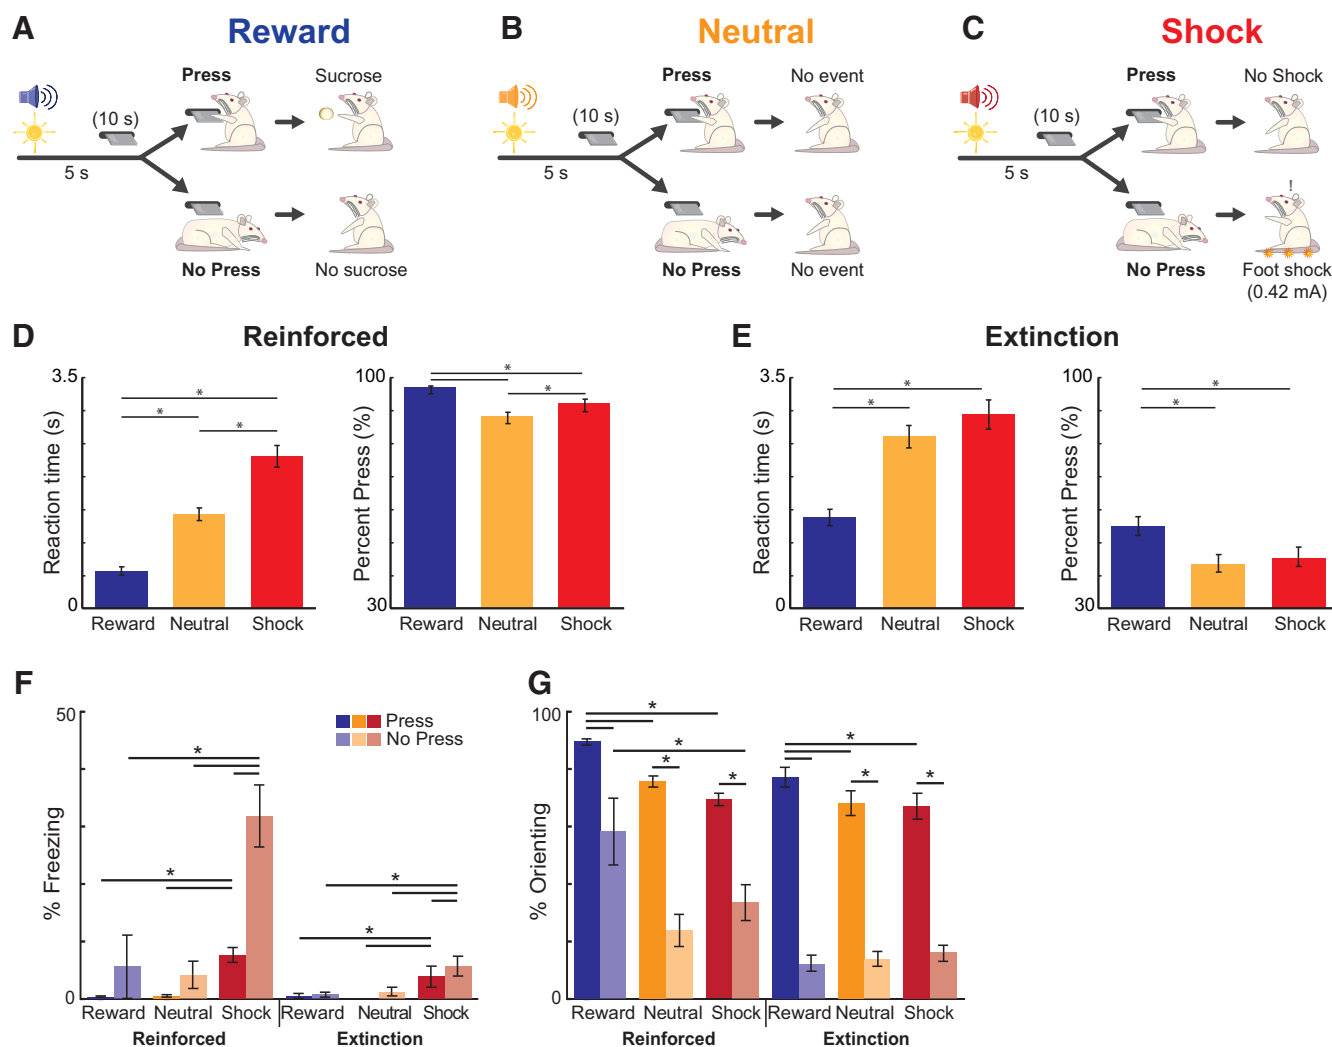 A Reward
Press
Sucrose
(10 s)
5 s
No Press
No sucrose
B Neutral
Press
No event
(10 s)
5 s
No Press
No event
C Shock
Press
No Shock
(10 s)
5 s
!
No Press
Foot shock
(0.42 mA)
D Reinforced
3.5
Reaction time (s)
0
* * *
Reward Neutral Shock
100
Percent Press (%)
30
* *
Reward Neutral Shock
E Extinction
3.5
Reaction time (s)
0
* *
Reward Neutral Shock
100
Percent Press (%)
30
* *
Reward Neutral Shock
F
50
% Freezing
0
Press
No Press
* * * *
Reward Neutral Shock Reward Neutral Shock
Reinforced Extinction
G
100
% Orienting
0
* * * * * * *
Reward Neutral Shock Reward Neutral Shock
Reinforced Extinction